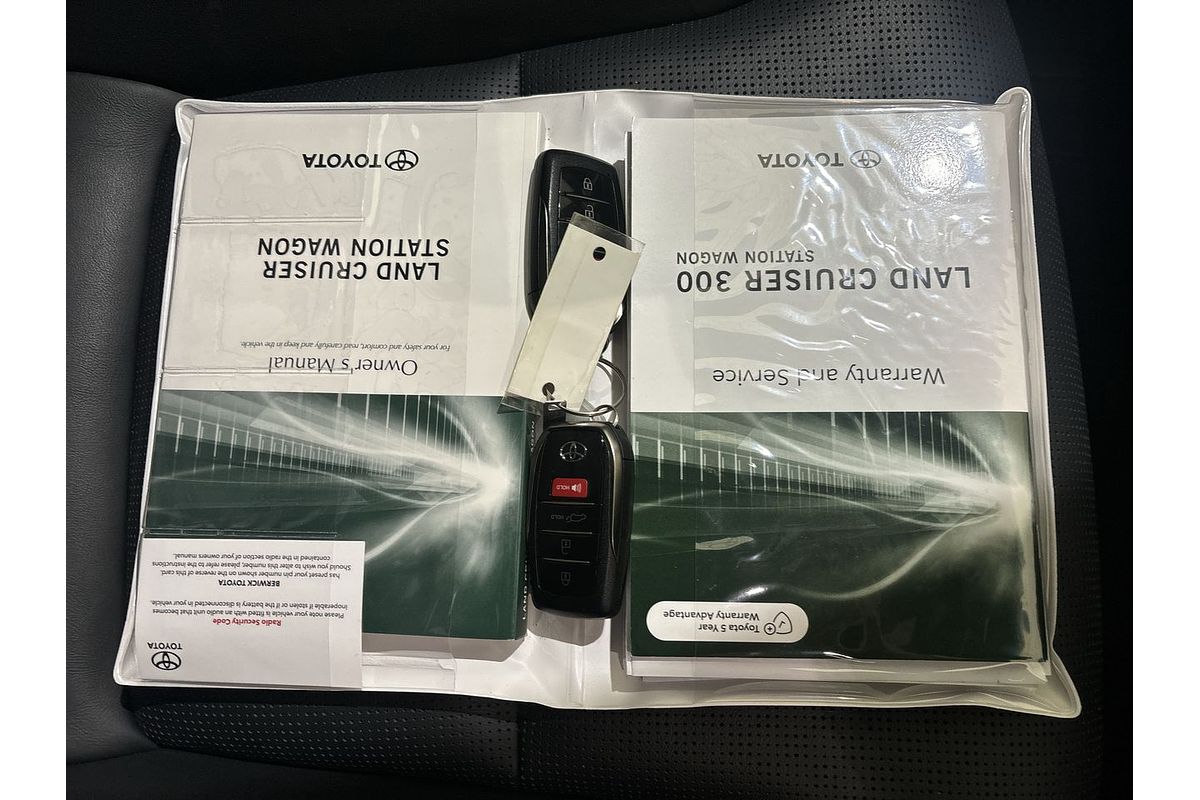 TOYOTA
LAND CRUISER 300
STATION WAGON
Warranty and Service
Toyota 5 Year
Warranty Advantage
TOYOTA
LAND CRUISER
STATION WAGON
Owner's Manual
For your safety and comfort, read carefully and keep in the vehicle.
TOYOTA
Radio Security Code
Please note your vehicle is fitted with an audio unit that becomes
inoperable if stolen or if the battery is disconnected in your vehicle.
BERWICK TOYOTA
has preset your pin number shown on the reverse of this card.
Should you wish to alter this number, please refer to the instructions
contained in the radio section of your owners manual.
HOLD
HOLD